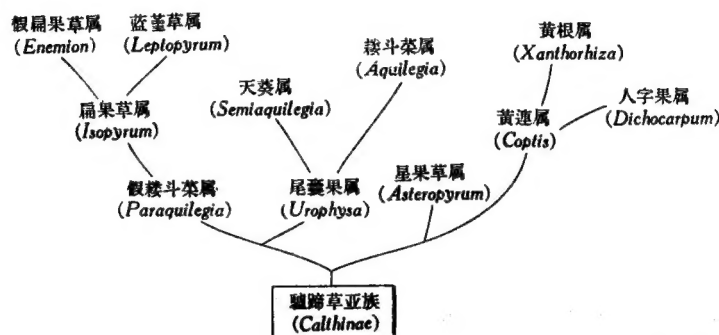 假扁果草属
(Enemion)
蓝堇草属
(Leptopyrum)
耧斗菜属
(Aquilegia)
黄根属
(Xanthorhiza)
天葵属
(Semiaquilegia)
扁果草属
(Isopyrum)
黄连属
(Coptis)
人字果属
(Dichocarpum)
假耧斗菜属
(Paraquilegia)
尾囊果属
(Urophysa)
星果草属
(Asteropyrum)
驴蹄草亚族
(Calthinae)